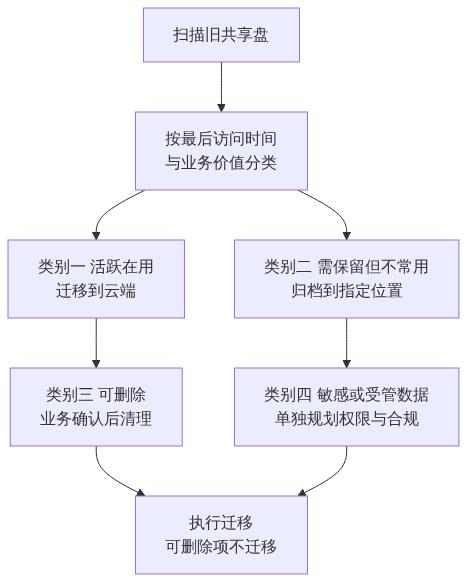 扫描旧共享盘
按最后访问时间
与业务价值分类
类别一 活跃在用
迁移到云端
类别二 需保留但不常用
归档到指定位置
类别三 可删除
业务确认后清理
类别四 敏感或受管数据
单独规划权限与合规
执行迁移
可删除项不迁移